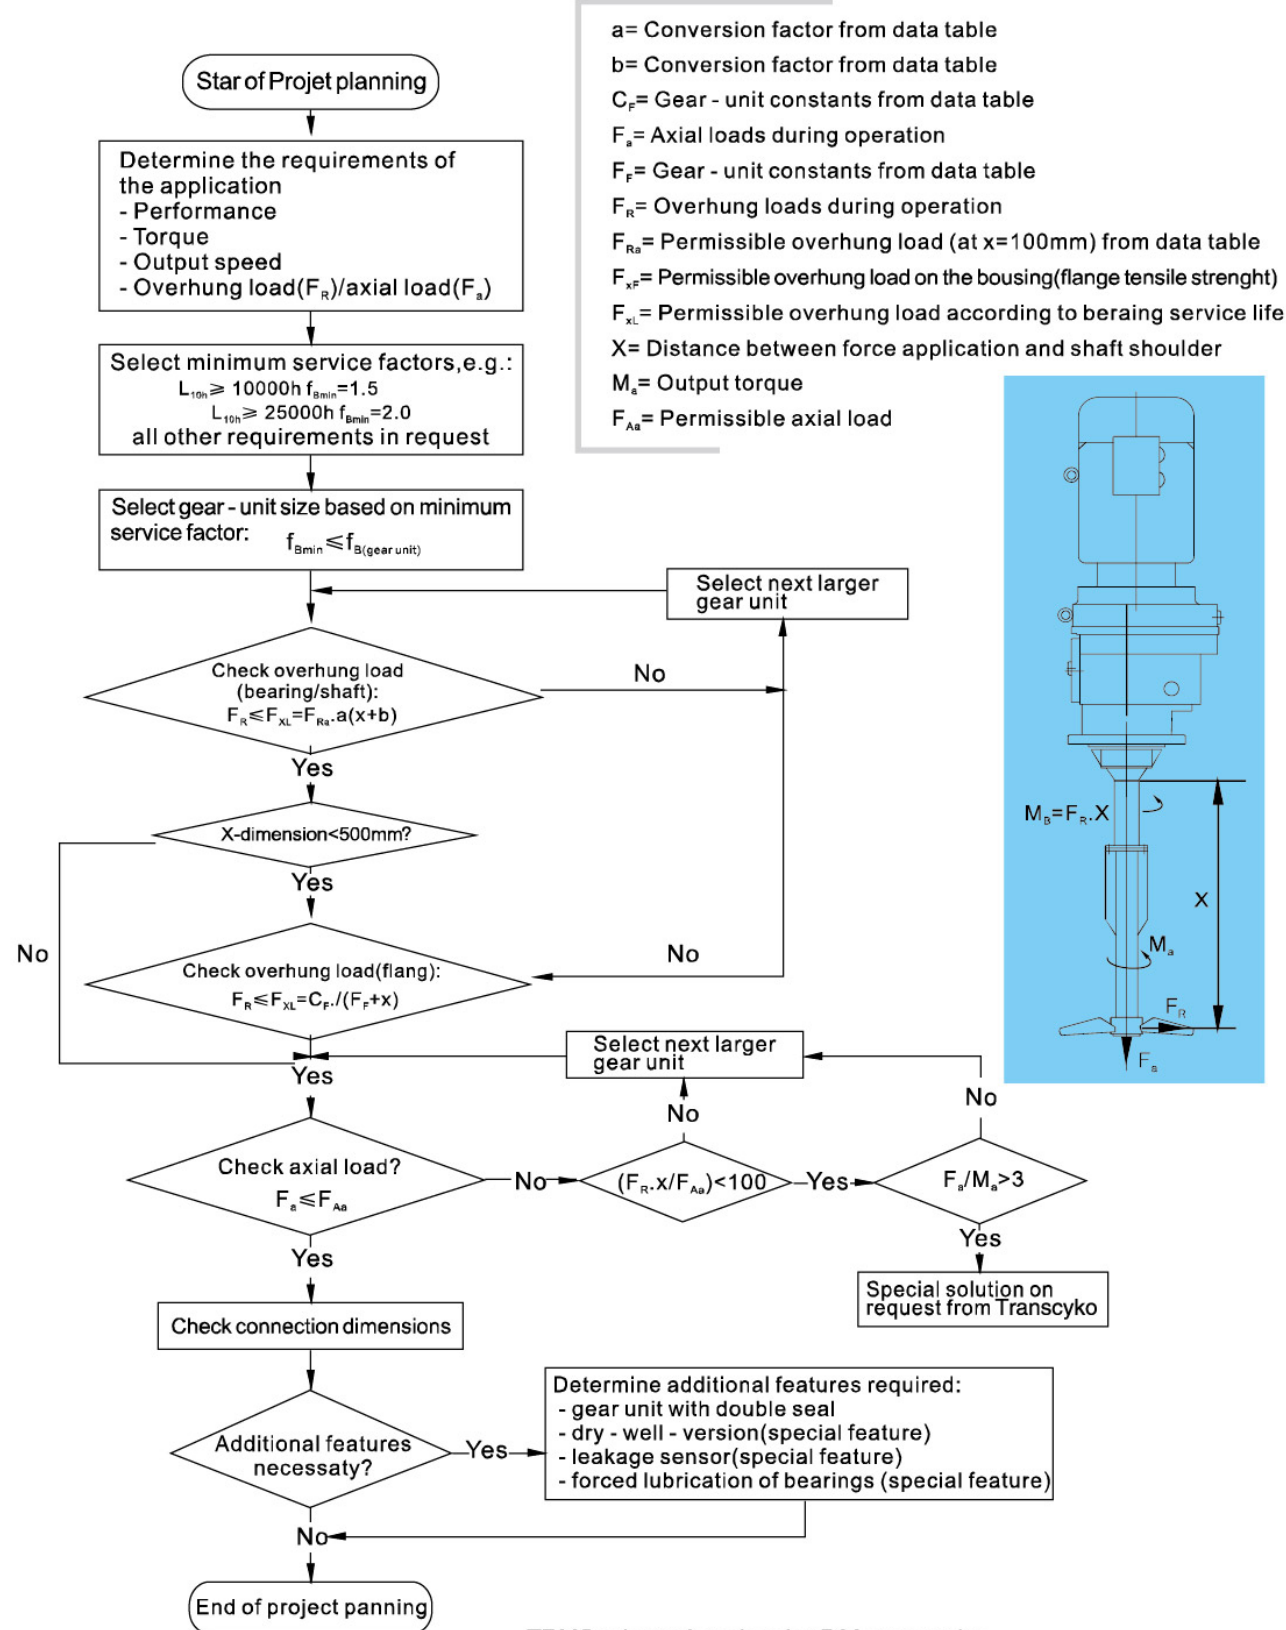 Star of Projet planning
Determine the requirements of
the application
- Performance
- Torque
- Output speed
- Overhung load(FR)/axial load(Fa)
Select minimum service factors,e.g.:
L10h⩾ 10000h fBmin=1.5
L10h⩾ 25000h fBmin=2.0
all other requirements in request
Select gear - unit size based on minimum
service factor: fBmin⩽fB(gear unit)
Select next larger
gear unit
Check overhung load
(bearing/shaft):
FR⩽FXL=FRa.a(x+b)
No
Yes
X-dimension<500mm?
Yes
No
Check overhung load(flang):
FR⩽FXL=CF./(FF+x)
No
Yes
Select next larger
gear unit
No
No
Check axial load?
Fa⩽FAa
No
(FR.x/FAa)<100
Yes
Fa/Ma>3
Yes
Yes
Special solution on
request from Transcyko
Check connection dimensions
Additional features
necessaty?
Yes
Determine additional features required:
- gear unit with double seal
- dry - well - version(special feature)
- leakage sensor(special feature)
- forced lubrication of bearings (special feature)
No
End of project panning
a= Conversion factor from data table
b= Conversion factor from data table
CF= Gear - unit constants from data table
Fa= Axial loads during operation
FF= Gear - unit constants from data table
FR= Overhung loads during operation
FRa= Permissible overhung load (at x=100mm) from data table
FxF= Permissible overhung load on the bousing(flange tensile strenght)
FxL= Permissible overhung load according to beraing service life
X= Distance between force application and shaft shoulder
Ma= Output torque
FAa= Permissible axial load
MB=FR.X
X
Ma
FR
Fa